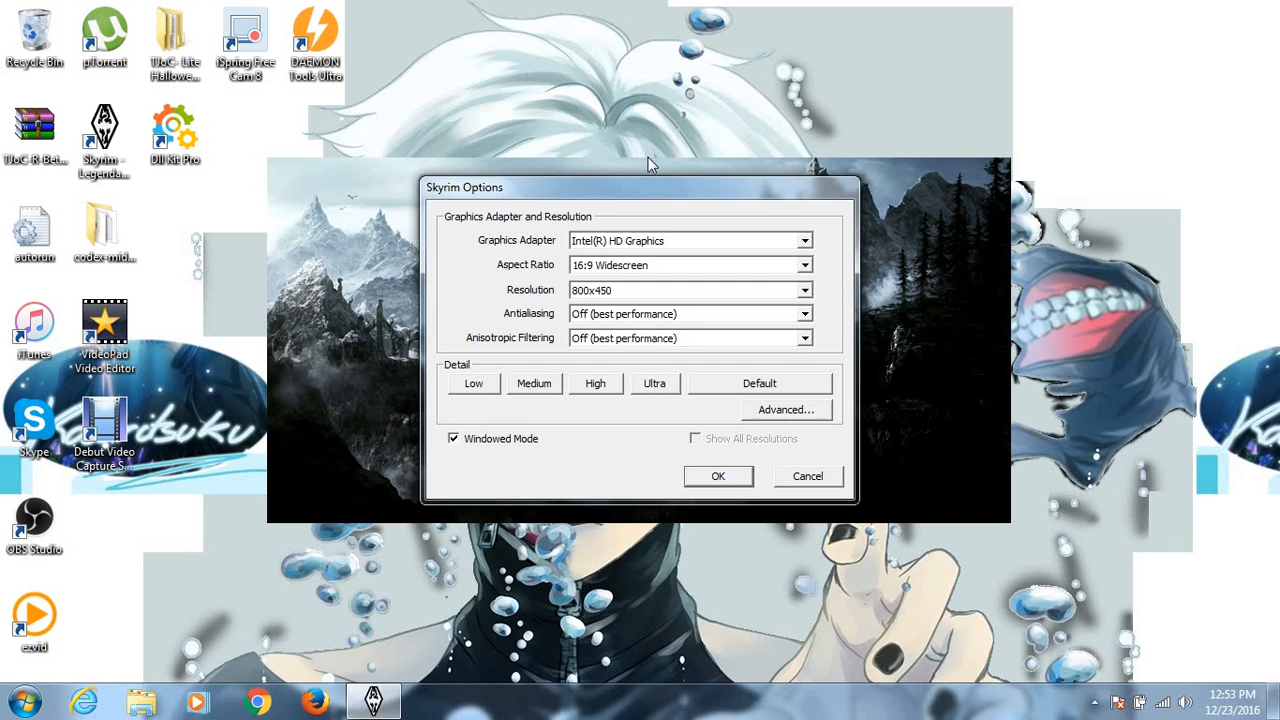 Recycle Bin
µTorrent
TJoC- Lite
Hallowe...
iSpring Free
Cam 8
DAEMON
Tools Ultra
TJoC-R-Bet...
Skyrim -
Legenda...
Dll Kit Pro
autorun
codex-mid...
iTunes
VideoPad
Video Editor
Skype
Debut Video
Capture S...
OBS Studio
ezvid
Skyrim Options
Graphics Adapter and Resolution
Graphics Adapter
Intel(R) HD Graphics
Aspect Ratio
16:9 Widescreen
Resolution
800x450
Antialiasing
Off (best performance)
Anisotropic Filtering
Off (best performance)
Detail
Low
Medium
High
Ultra
Default
Advanced...
Windowed Mode
Show All Resolutions
OK
Cancel
12:53 PM
12/23/2016